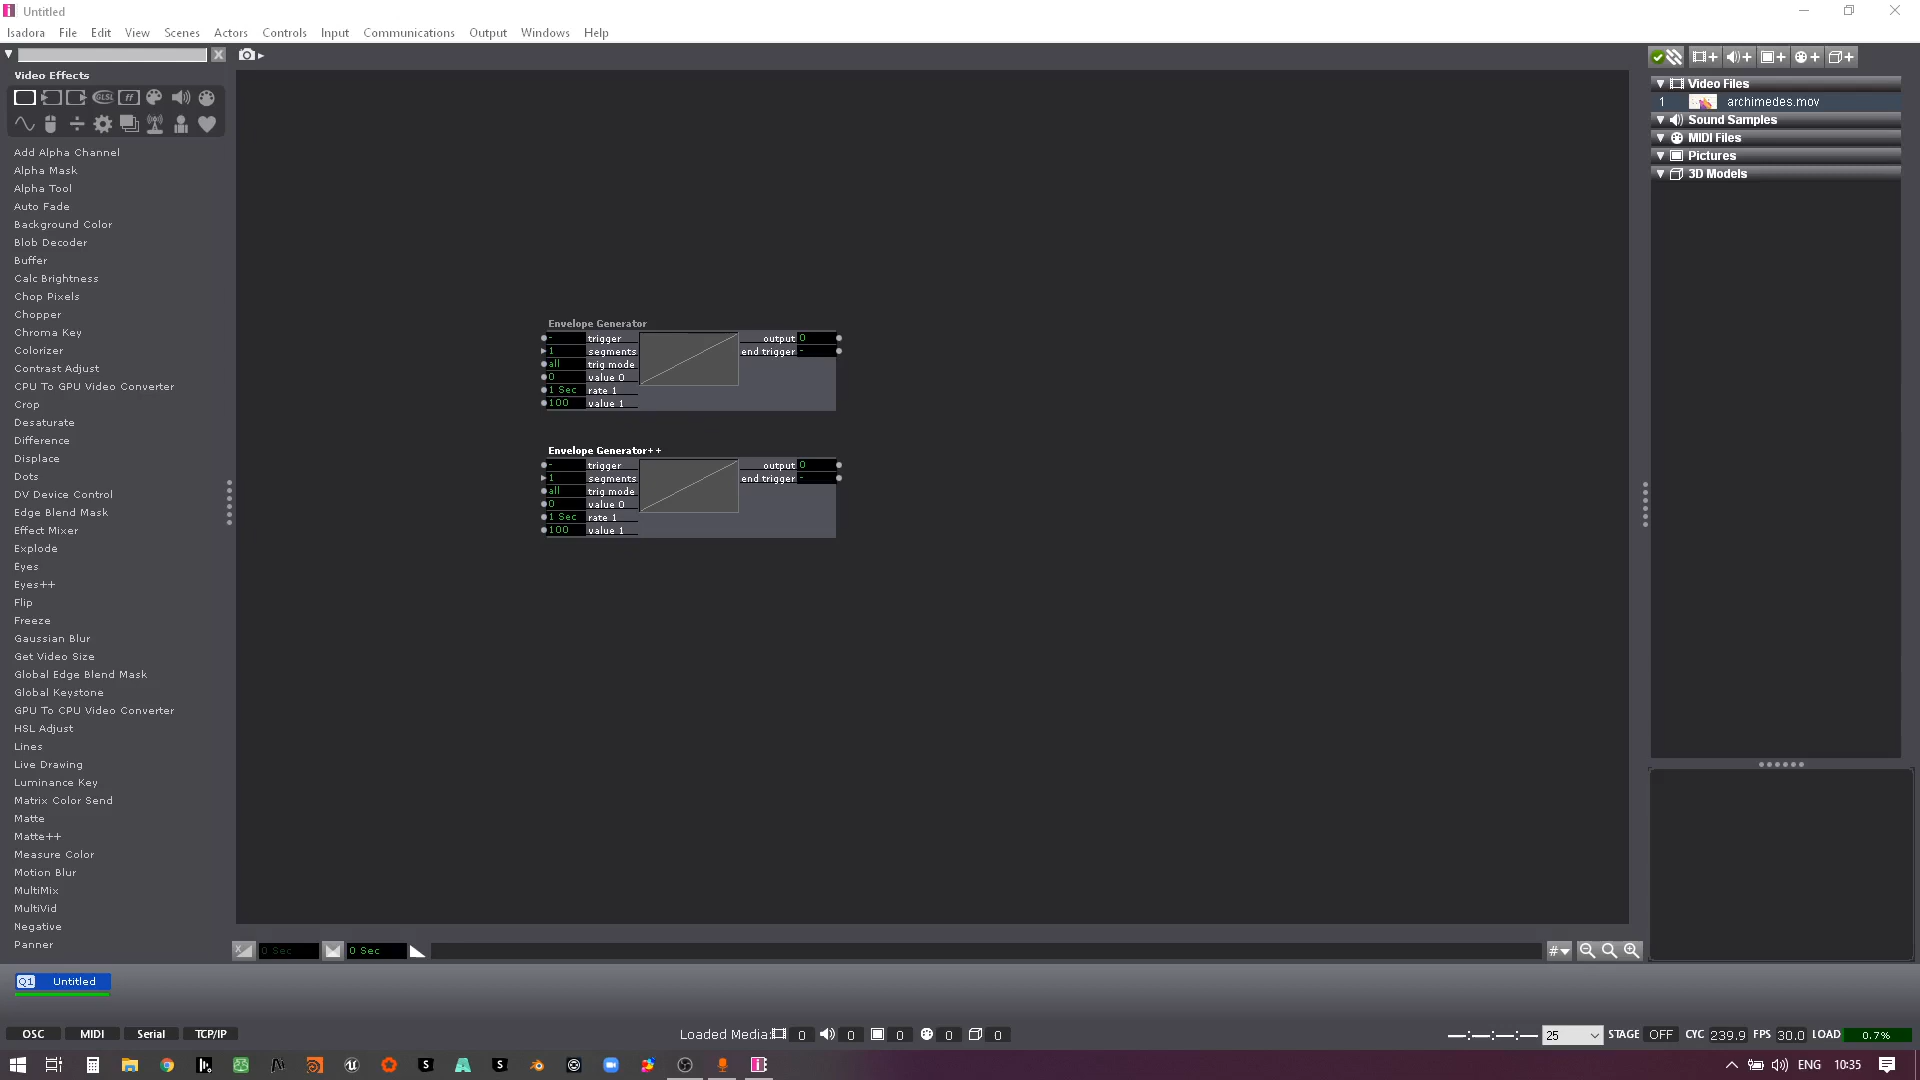 Untitled
Isadora File Edit View Scenes Actors Controls Input Communications Output Windows Help
Video Effects
GLSL ff
Add Alpha Channel
Alpha Mask
Alpha Tool
Auto Fade
Background Color
Blob Decoder
Buffer
Calc Brightness
Chop Pixels
Chopper
Chroma Key
Colorizer
Contrast Adjust
CPU To GPU Video Converter
Crop
Desaturate
Difference
Displace
Dots
DV Device Control
Edge Blend Mask
Effect Mixer
Explode
Eyes
Eyes++
Flip
Freeze
Gaussian Blur
Get Video Size
Global Edge Blend Mask
Global Keystone
GPU To CPU Video Converter
HSL Adjust
Lines
Live Drawing
Luminance Key
Matrix Color Send
Matte
Matte++
Measure Color
Motion Blur
MultiMix
MultiVid
Negative
Panner
Envelope Generator
- trigger output 0
1 segments end trigger -
all trig mode
0 value 0
1 Sec rate 1
100 value 1
Envelope Generator++
- trigger output 0
1 segments end trigger -
all trig mode
0 value 0
1 Sec rate 1
100 value 1
Video Files
1 archimedes.mov
Sound Samples
MIDI Files
Pictures
3D Models
0 Sec 0 Sec #
Q1 Untitled
OSC MIDI Serial TCP/IP Loaded Media: 0 0 0 0 0 —:—:—:— 25 STAGE OFF CYC 239.9 FPS 30.0 LOAD 0.7%
ENG 10:35